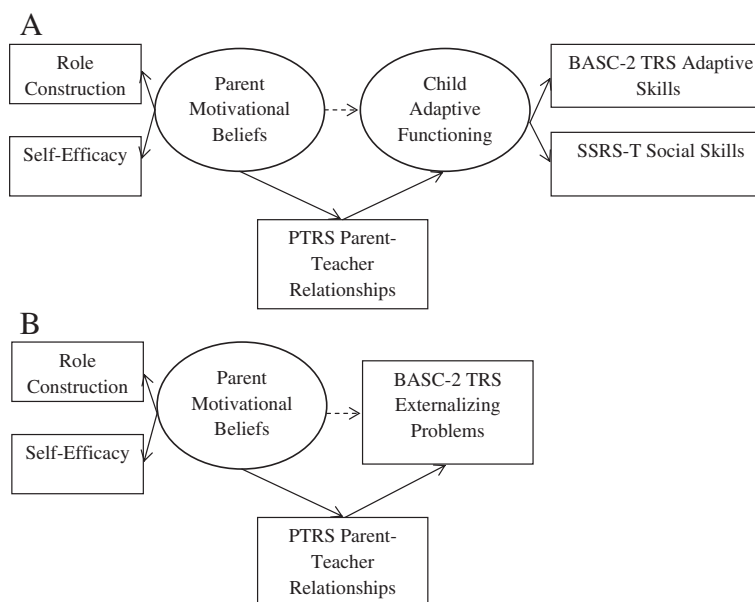 A
Role
Construction
Self-Efficacy
Parent
Motivational
Beliefs
Child
Adaptive
Functioning
BASC-2 TRS Adaptive
Skills
SSRS-T Social Skills
PTRS Parent-
Teacher
Relationships
B
Role
Construction
Self-Efficacy
Parent
Motivational
Beliefs
BASC-2 TRS
Externalizing
Problems
PTRS Parent-
Teacher
Relationships